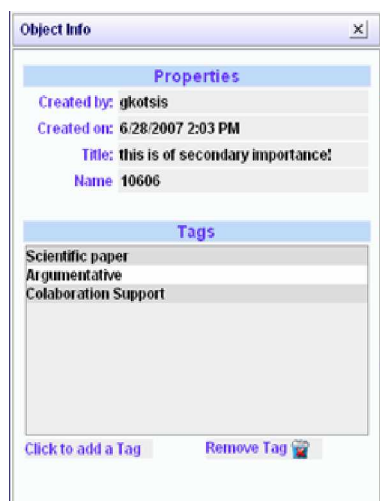 Object Info
Properties
Created by: gkotsis
Created on: 6/28/2007 2:03 PM
Title: this is of secondary importance!
Name 10606
Tags
Scientific paper
Argumentative
Colaboration Support
Click to add a Tag Remove Tag